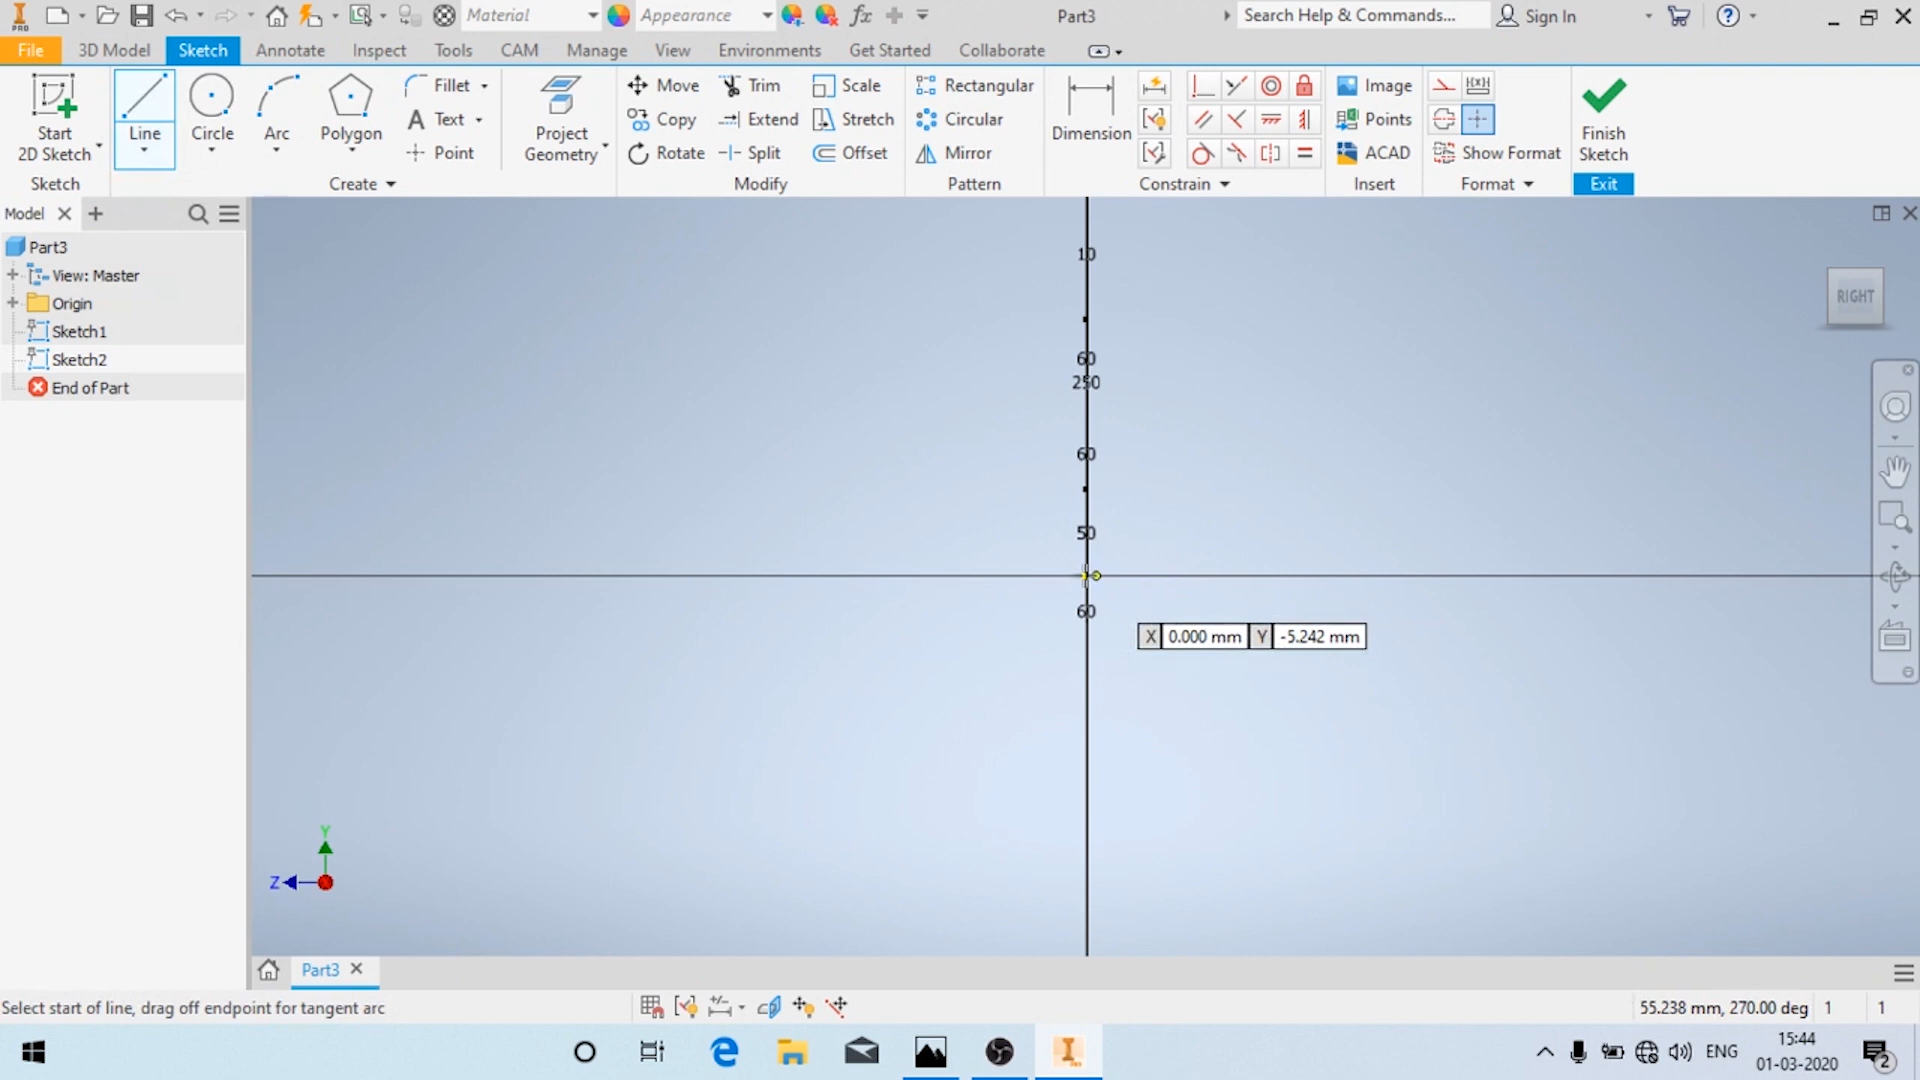 PRO
Material
Appearance
fx
Part3
Search Help & Commands...
Sign In
File
3D Model
Sketch
Annotate
Inspect
Tools
CAM
Manage
View
Environments
Get Started
Collaborate
Start
2D Sketch
Sketch
Line
Circle
Arc
Polygon
Fillet
A Text
Point
Create
Project
Geometry
Move
Copy
Rotate
Trim
Extend
Split
Scale
Stretch
Offset
Modify
Rectangular
Circular
Mirror
Pattern
Dimension
Constrain
Image
Points
ACAD
Insert
Show Format
Format
Finish
Sketch
Exit
Model
Part3
View: Master
Origin
Sketch1
Sketch2
End of Part
10
60
250
60
50
60
X 0.000 mm Y -5.242 mm
RIGHT
Y
Z
Part3
Select start of line, drag off endpoint for tangent arc
55.238 mm, 270.00 deg 1 1
ENG
15:44
01-03-2020
2